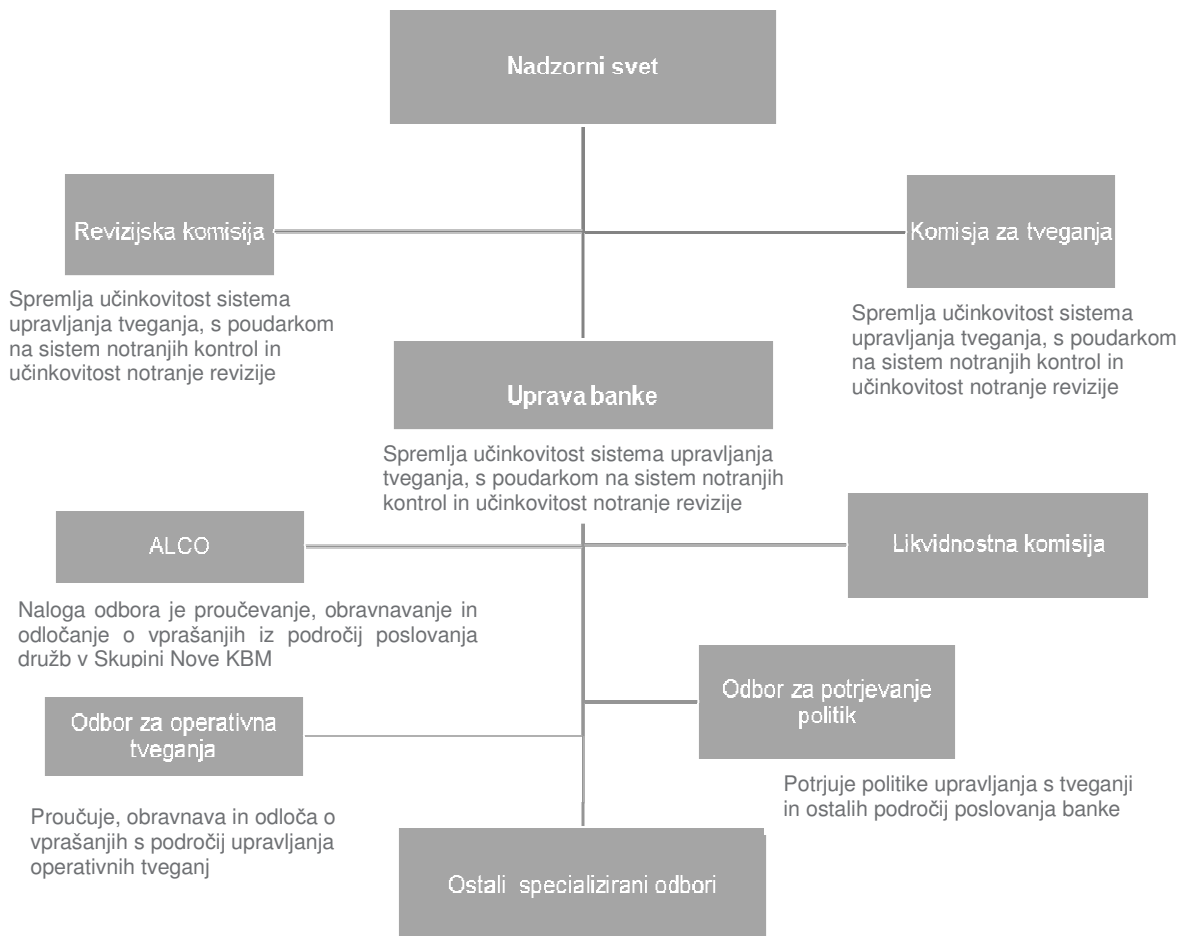 Nadzorni svet
Revizijska komisija
Komisja za tveganja
Spremlja učinkovitost sistema
upravljanja tveganja, s poudarkom
na sistem notranjih kontrol in
učinkovitost notranje revizije
Spremlja učinkovitost sistema
upravljanja tveganja, s poudarkom
na sistem notranjih kontrol in
učinkovitost notranje revizije
Uprava banke
Spremlja učinkovitost sistema upravljanja
tveganja, s poudarkom na sistem notranjih
kontrol in učinkovitost notranje revizije
ALCO
Likvidnostna komisija
Naloga odbora je proučevanje, obravnavanje in
odločanje o vprašanjih iz področij poslovanja
družb v Skupini Nove KBM
Odbor za potrjevanje
politik
Odbor za operativna
tveganja
Potrjuje politike upravljanja s tveganji
in ostalih področij poslovanja banke
Proučuje, obravnava in odloča o
vprašanjih s področij upravljanja
operativnih tveganj
Ostali specializirani odbori